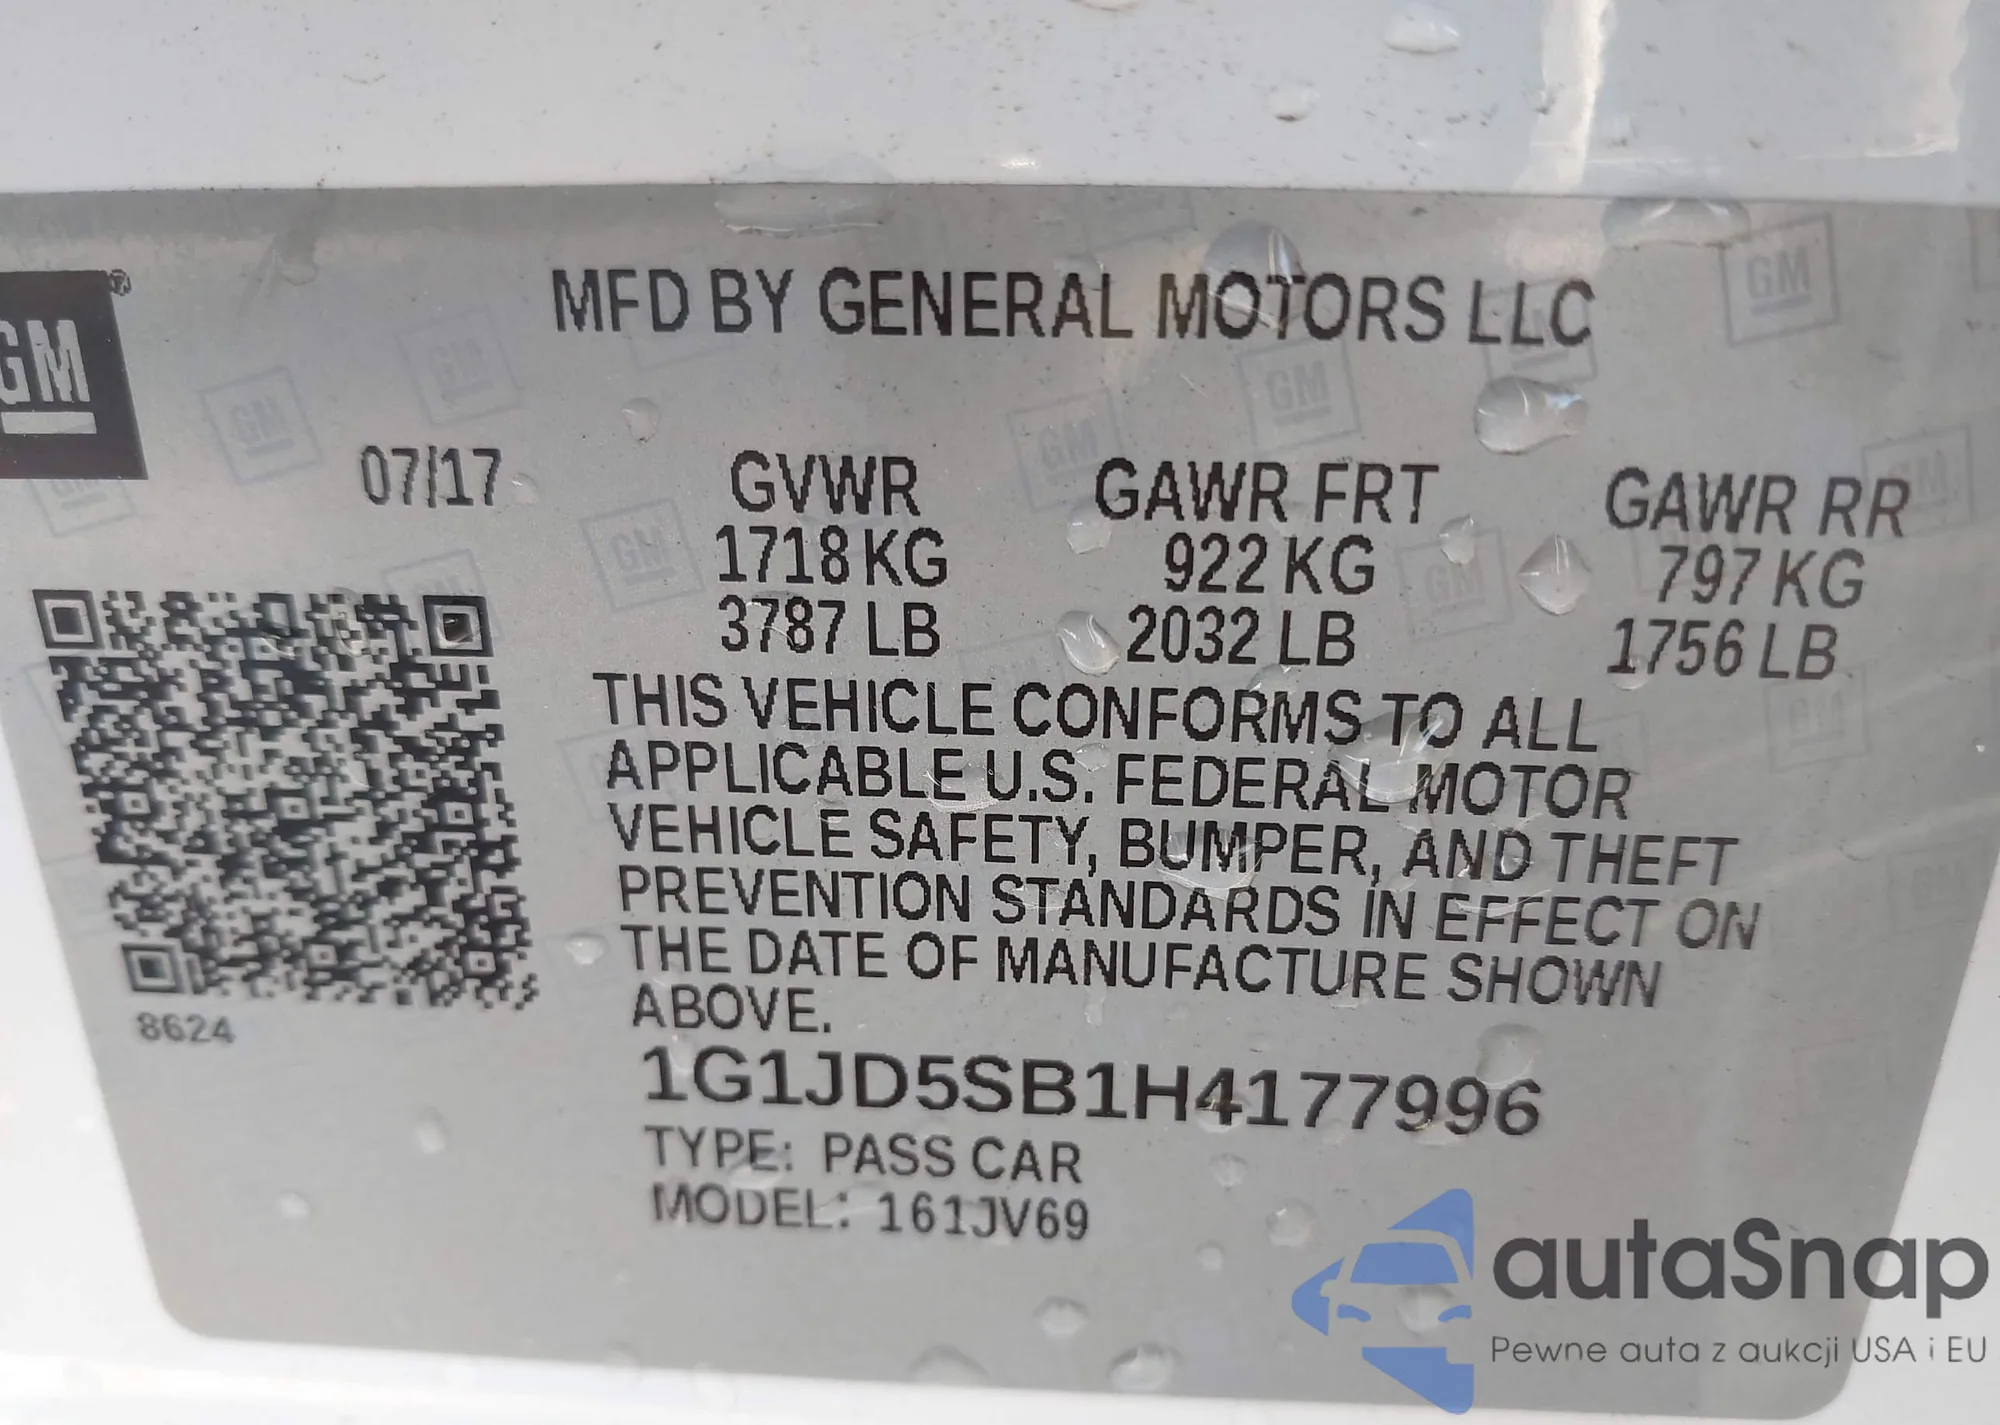 MFD BY GENERAL MOTORS LLC
GM
07/17
GVWR
1718 KG
3787 LB
GAWR FRT
922 KG
2032 LB
GAWR RR
797 KG
1756 LB
THIS VEHICLE CONFORMS TO ALL
APPLICABLE U.S. FEDERAL MOTOR
VEHICLE SAFETY, BUMPER, AND THEFT
PREVENTION STANDARDS IN EFFECT ON
THE DATE OF MANUFACTURE SHOWN
ABOVE.
8624
1G1JD5SB1H4177996
TYPE: PASS CAR
MODEL: 161JV69
autaSnap
Pewne auta z aukcji USA i EU